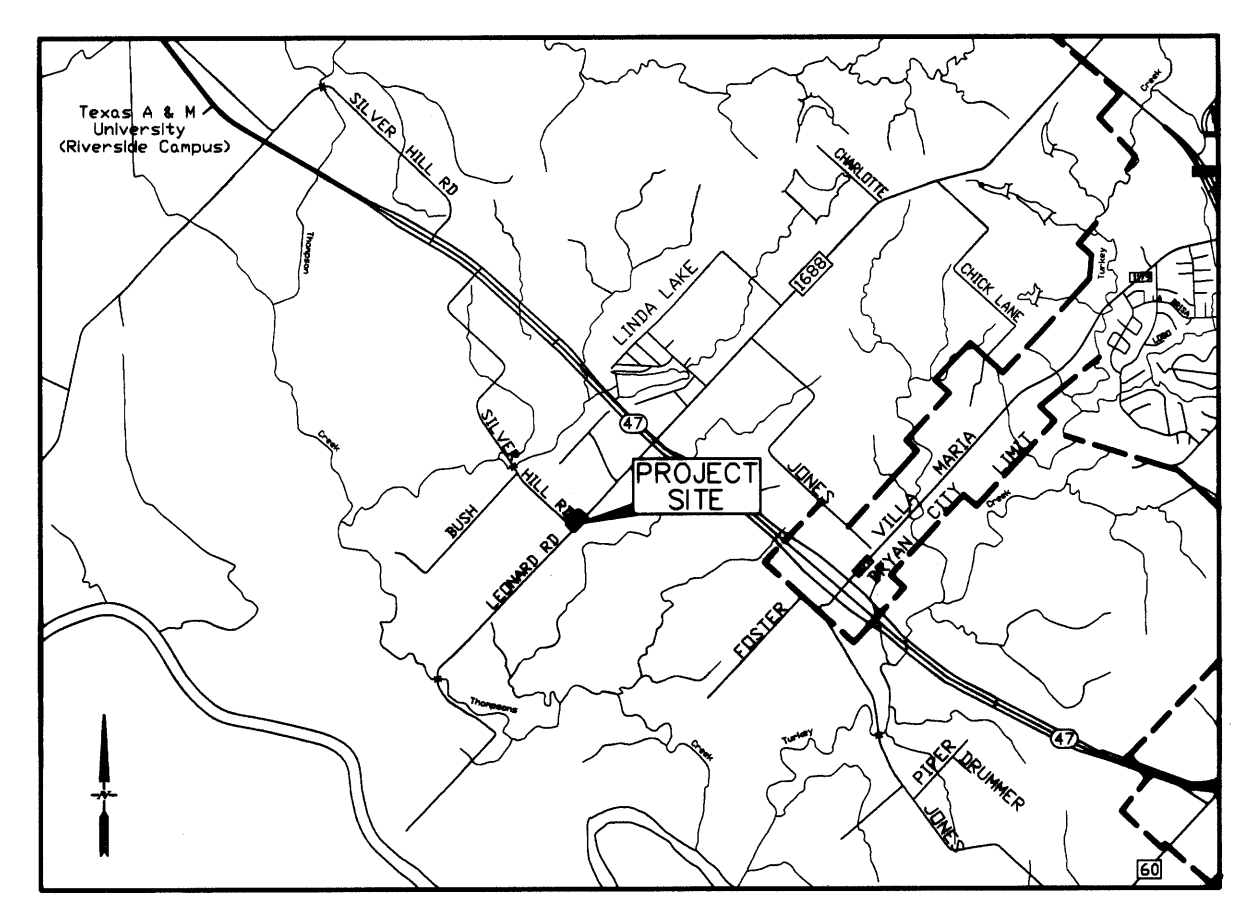 Texas A & M
University
(Riverside Campus)
SILVER HILL RD
CHARLOTTE
Creek
Thompson
1688
CHICK LANE
Turkey
LINDA LAKE
Creek
SILVER
HILL RD
47
PROJECT
SITE
JONES
MARIA
VILLA
LIMIT
CITY
BRYAN
Creek
BUSH
LEONARD RD
FOSTER
Thompsons
Creek
Turkey
47
PIPER
DRUMMER
JONES
60
N